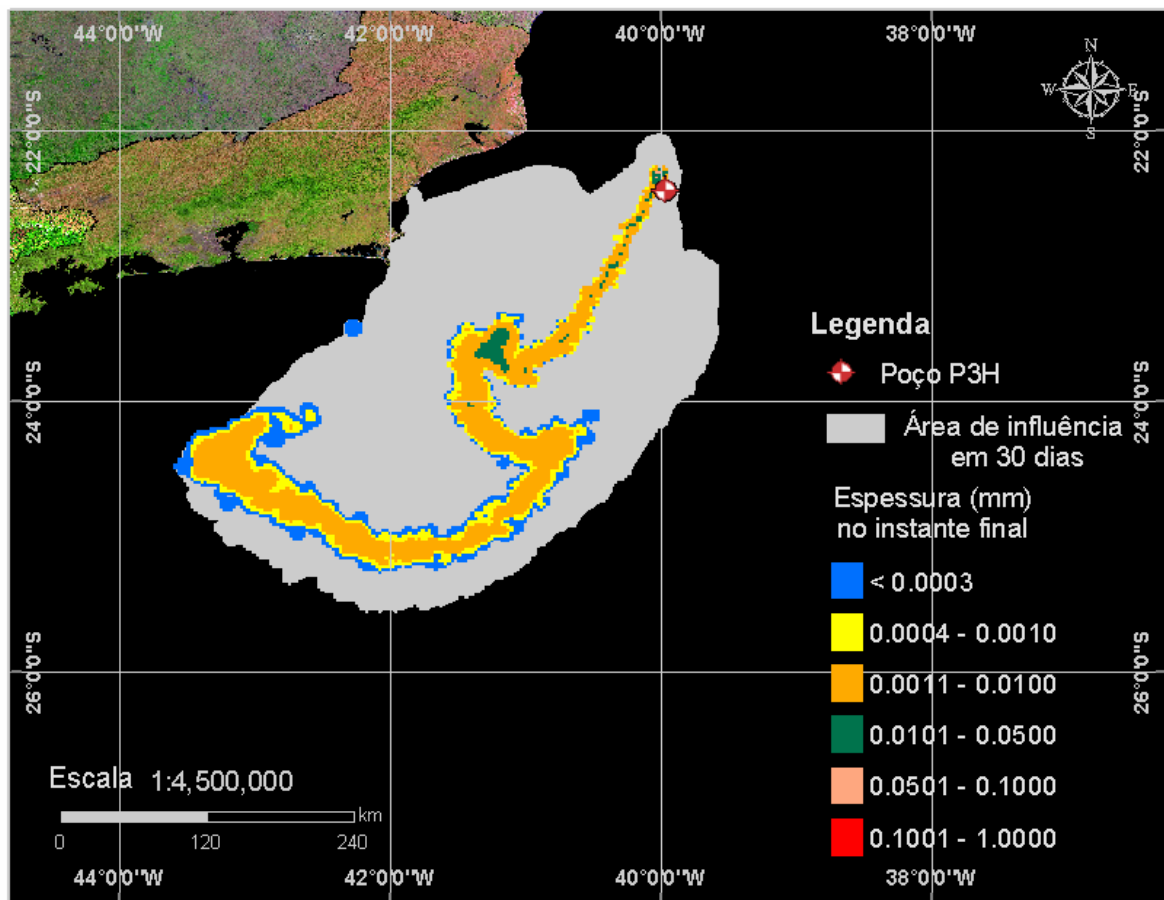 44°0'0"W 42°0'0"W 40°0'0"W 38°0'0"W
N
W E
S
22°0'0"S 22°0'0"S
Legenda
Poço P3H
24°0'0"S 24°0'0"S
Área de influência
em 30 dias
Espessura (mm)
no instante final
< 0.0003
0.0004 - 0.0010
26°0'0"S 26°0'0"S
0.0011 - 0.0100
0.0101 - 0.0500
Escala 1:4,500,000
0.0501 - 0.1000
km
0 120 240
0.1001 - 1.0000
44°0'0"W 42°0'0"W 40°0'0"W 38°0'0"W